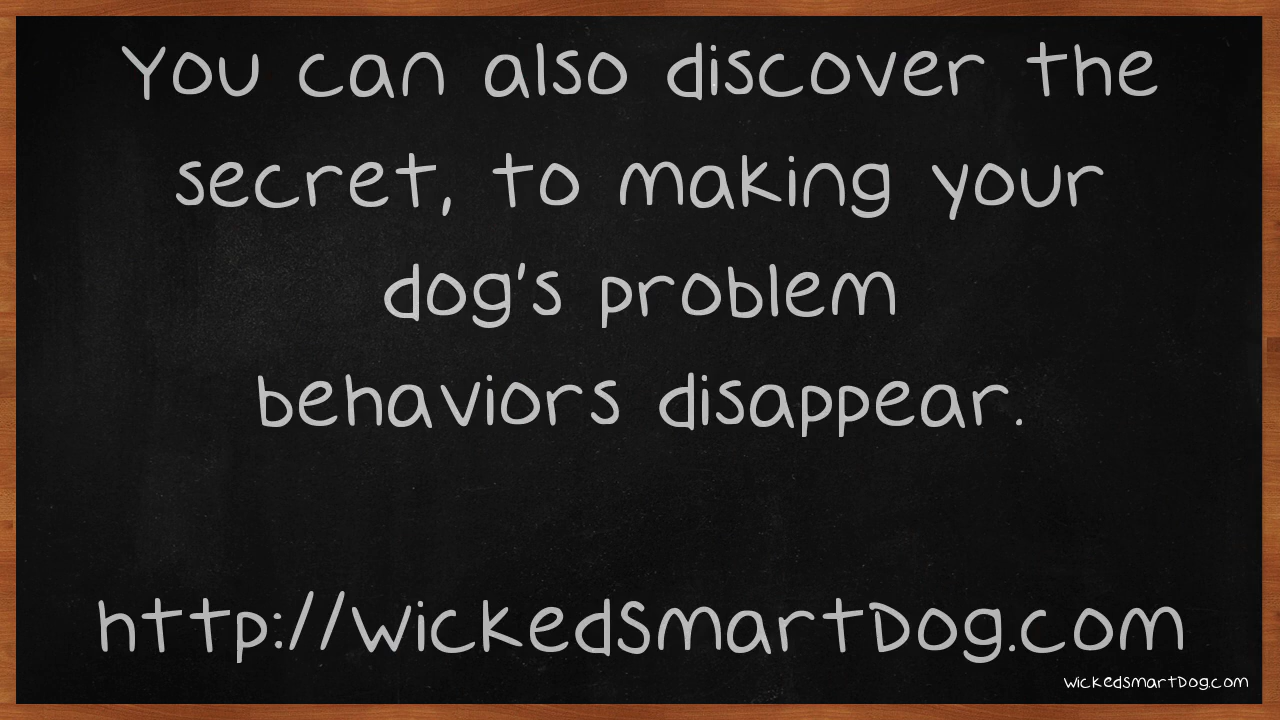 You can also discover the
secret, to making your
dog's problem
behaviors disappear.
http://WickedSmartDog.com
WickedSmartDog.com